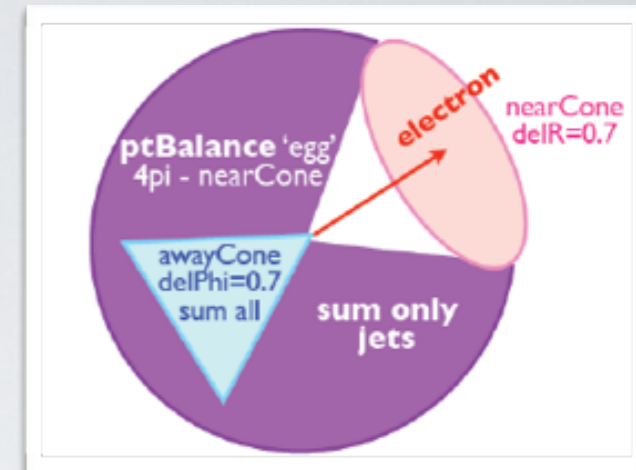 electron
nearCone
delR=0.7
ptBalance 'egg'
4pi - nearCone
awayCone
delPhi=0.7
sum all
sum only
jets